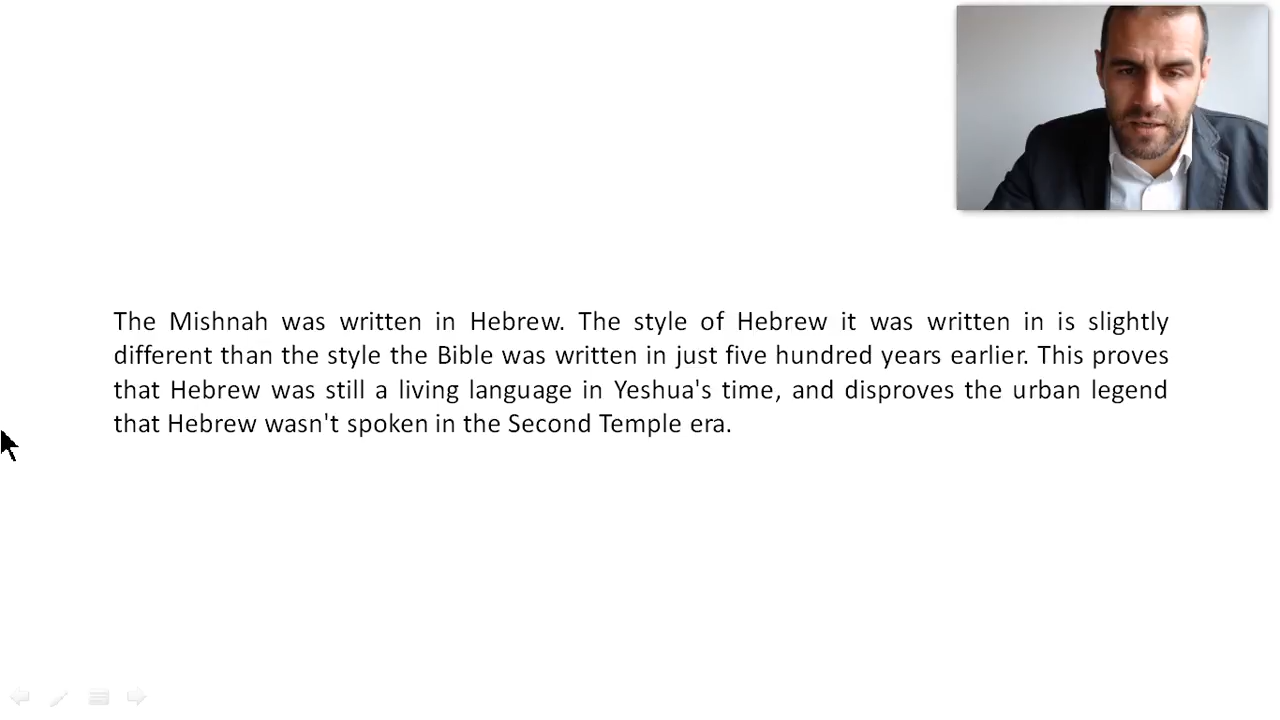 The Mishnah was written in Hebrew. The style of Hebrew it was written in is slightly
different than the style the Bible was written in just five hundred years earlier. This proves
that Hebrew was still a living language in Yeshua's time, and disproves the urban legend
that Hebrew wasn't spoken in the Second Temple era.